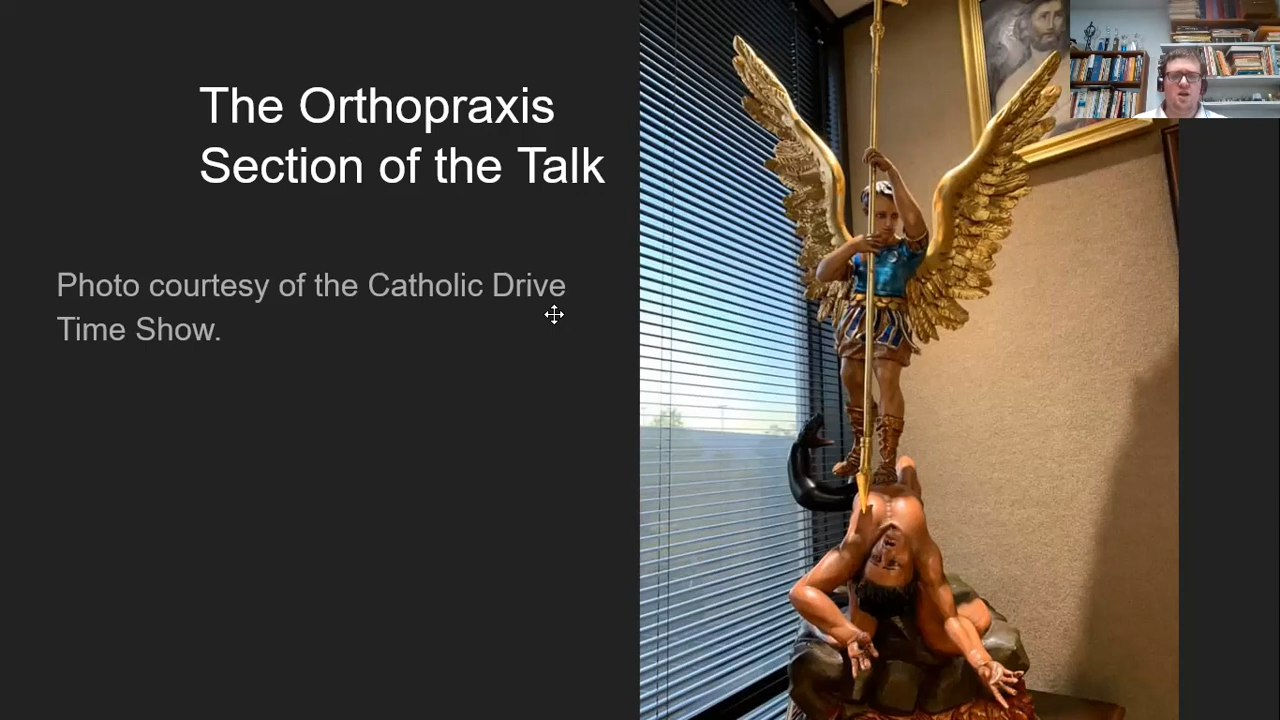 The Orthopraxis
Section of the Talk
Photo courtesy of the Catholic Drive
Time Show.